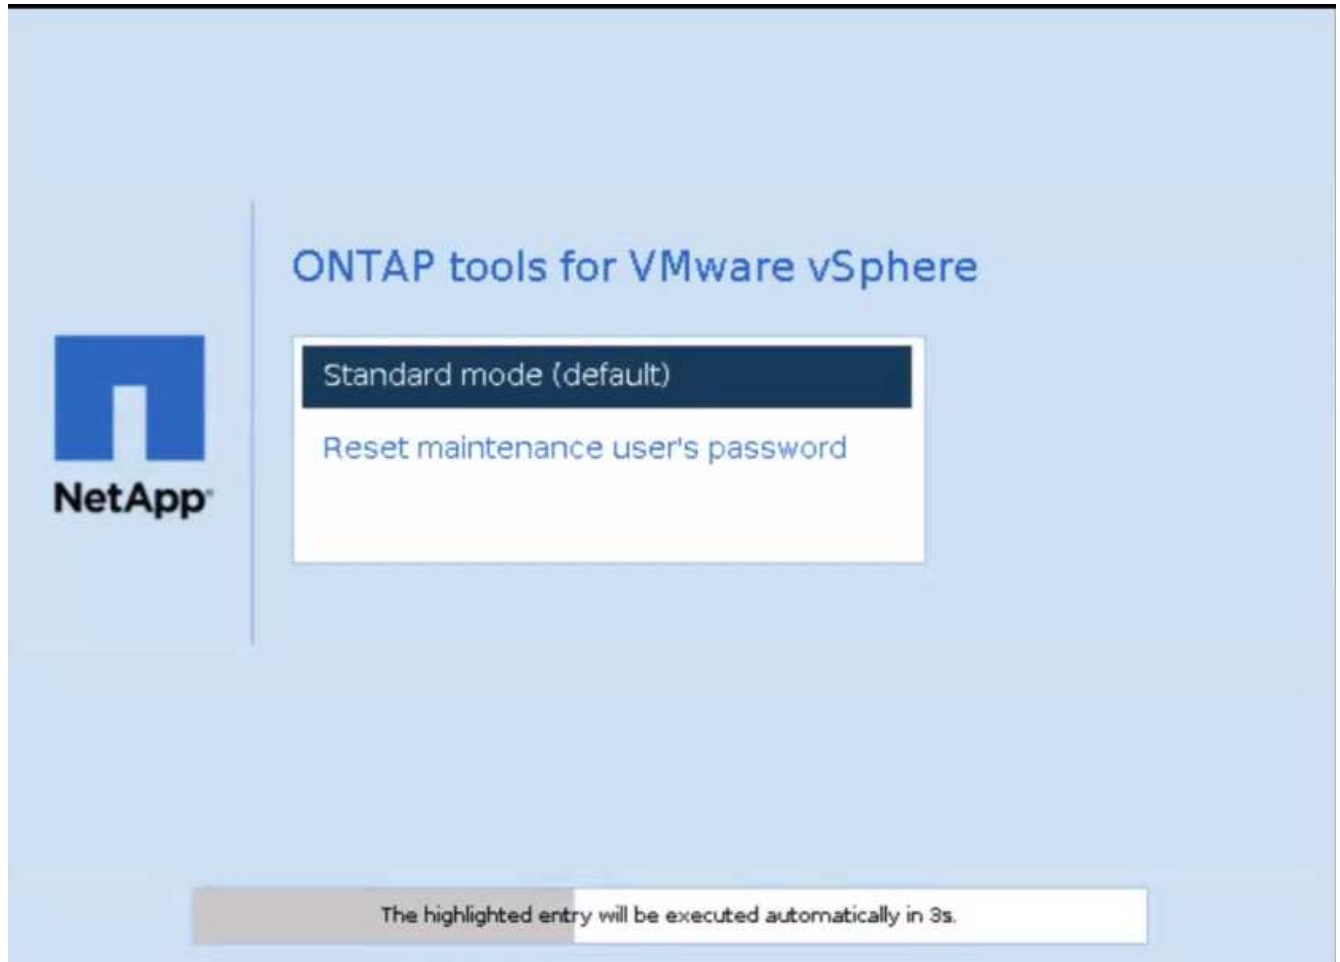 ONTAP tools for VMware vSphere
Standard mode (default)
Reset maintenance user's password
NetApp®
The highlighted entry will be executed automatically in 3s.